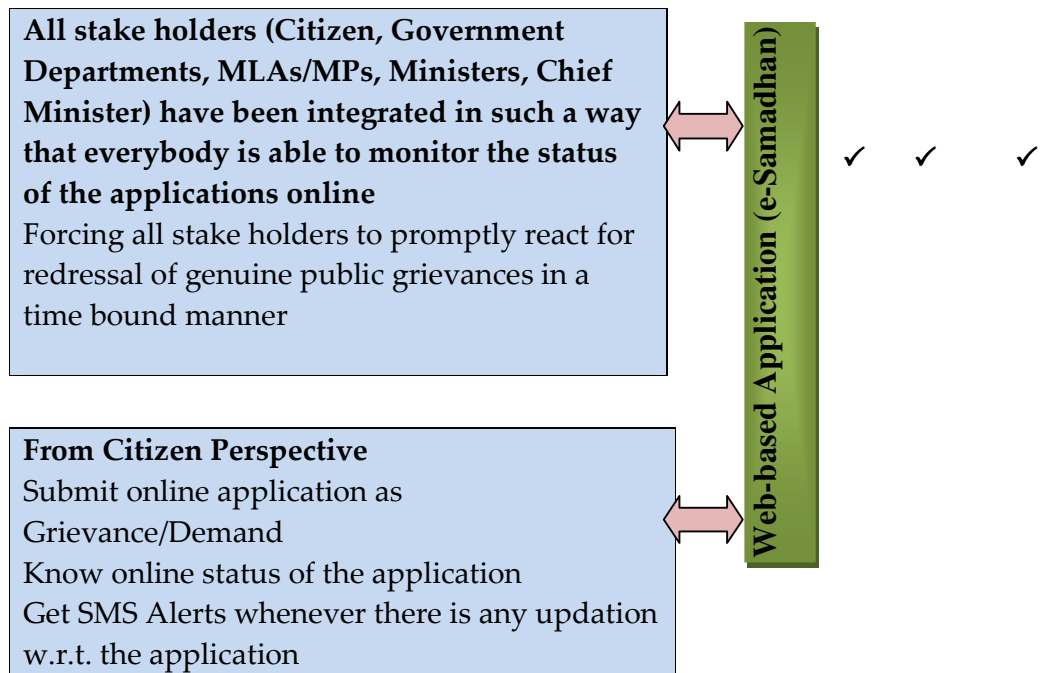 All stake holders (Citizen, Government
Departments, MLAs/MPs, Ministers, Chief
Minister) have been integrated in such a way
that everybody is able to monitor the status
of the applications online
Forcing all stake holders to promptly react for
redressal of genuine public grievances in a
time bound manner
Web-based Application (e-Samadhan)
✓ ✓ ✓
From Citizen Perspective
Submit online application as
Grievance/Demand
Know online status of the application
Get SMS Alerts whenever there is any updation
w.r.t. the application